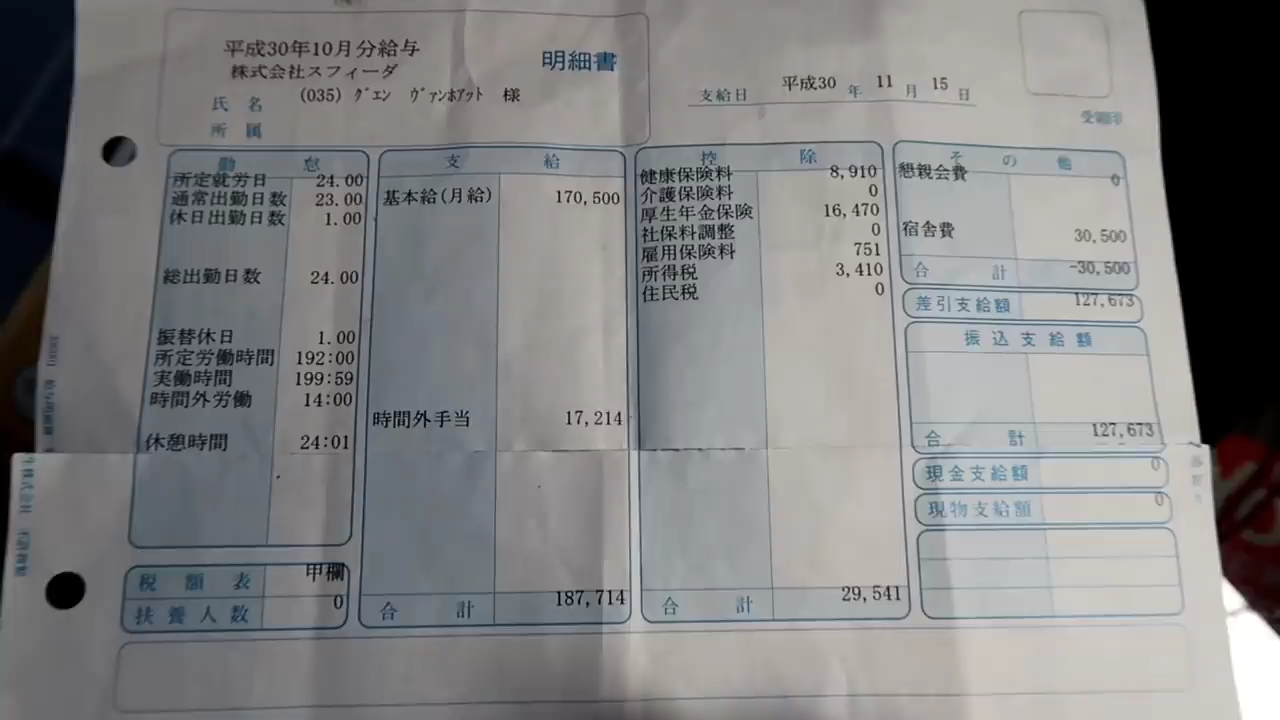 平成30年10月分給与
株式会社スフィーダ
明細書
氏名 (035) グエン ヴァンホアット 様
所属
支給日 平成30年 11月 15日
受領印
勤怠
所定就労日 24.00
通常出勤日数 23.00
休日出勤日数 1.00
総出勤日数 24.00
振替休日 1.00
所定労働時間 192:00
実働時間 199:59
時間外労働 14:00
休憩時間 24:01
税額表 甲欄
扶養人数 0
支給
基本給(月給) 170,500
時間外手当 17,214
合計 187,714
控除
健康保険料 8,910
介護保険料 0
厚生年金保険 16,470
社保料調整 0
雇用保険料 751
所得税 3,410
住民税 0
合計 29,541
その他
懇親会費 0
宿舎費 30,500
合計 -30,500
差引支給額 127,673
振込支給額
合計 127,673
現金支給額 0
現物支給額 0